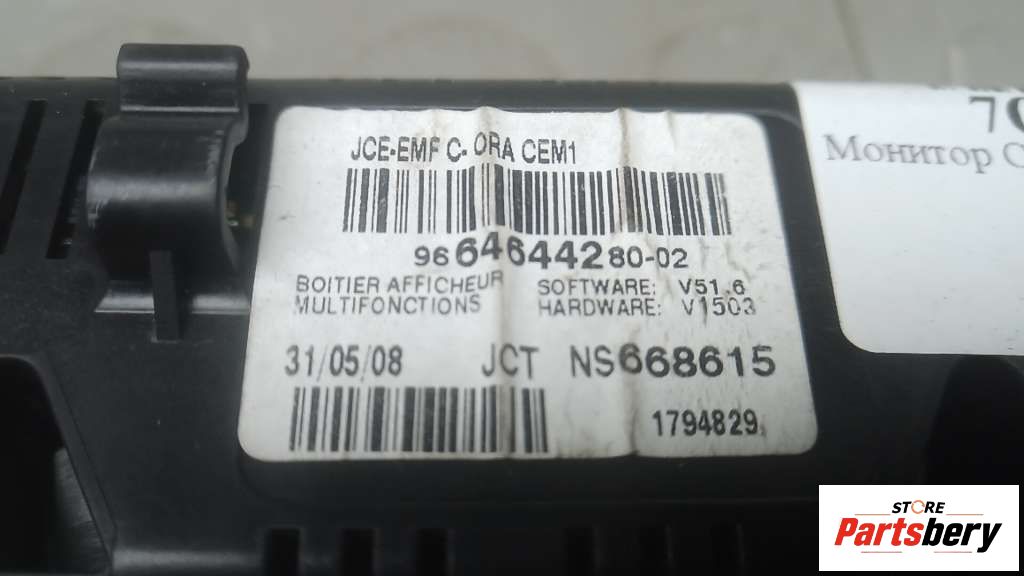 JCE-EMF C- ORA CEM1
9664644280-02
BOITIER AFFICHEUR SOFTWARE: V51.6
MULTIFONCTIONS HARDWARE: V1503
31/05/08 JCT NS668615
1794829
Монитор
STORE
Partsbery